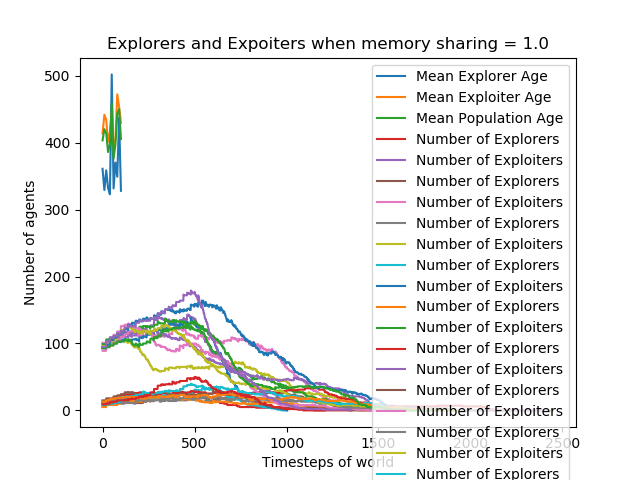 Explorers and Expoiters when memory sharing = 1.0
500
400
300
200
100
0
Number of agents
0
500
1000
1500
2000
2500
Timesteps of world
Mean Explorer Age
Mean Exploiter Age
Mean Population Age
Number of Explorers
Number of Exploiters
Number of Explorers
Number of Exploiters
Number of Explorers
Number of Exploiters
Number of Explorers
Number of Exploiters
Number of Explorers
Number of Exploiters
Number of Explorers
Number of Exploiters
Number of Explorers
Number of Exploiters
Number of Explorers
Number of Exploiters
Number of Explorers